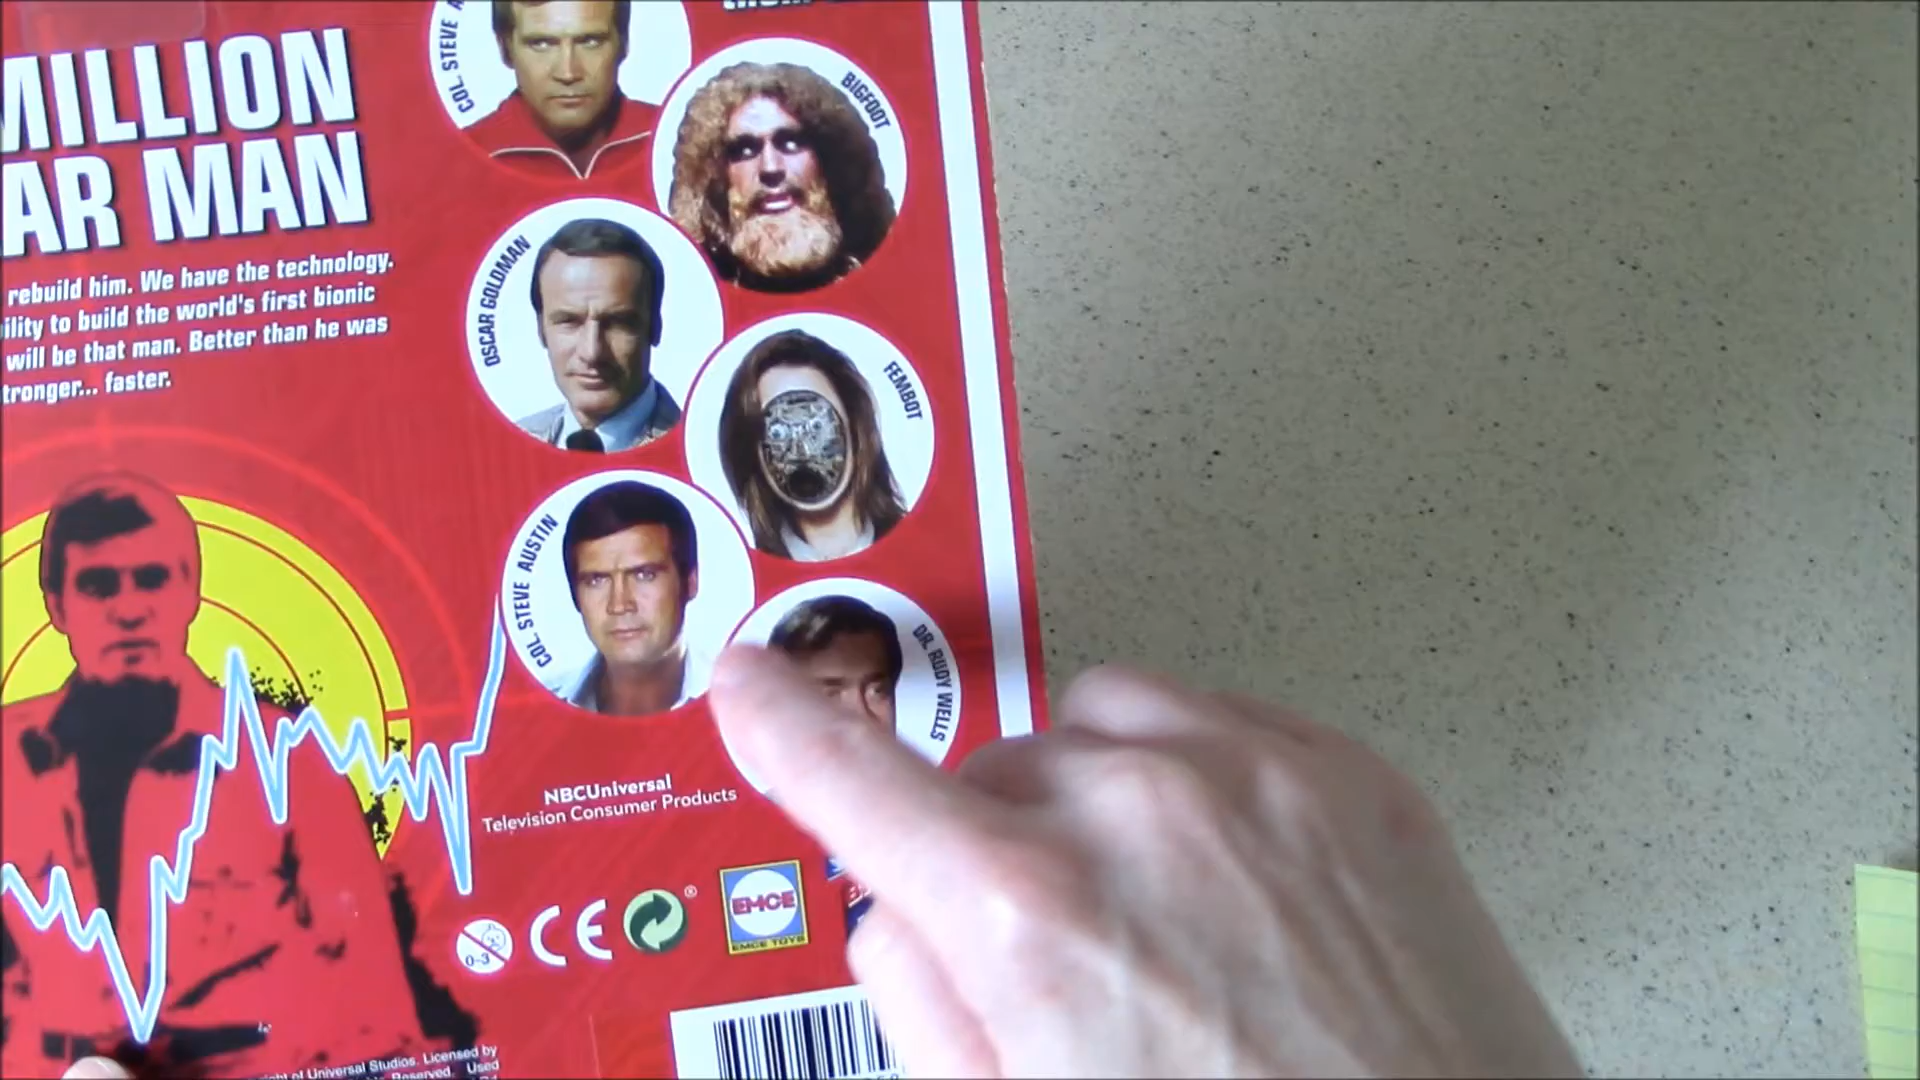 MILLION
AR MAN
rebuild him. We have the technology.
ility to build the world's first bionic
will be that man. Better than he was
tronger... faster.
COL. STEVE A
BIGFOOT
OSCAR GOLDMAN
FEMBOT
COL. STEVE AUSTIN
DR. RUDY WELLS
NBCUniversal
Television Consumer Products
0-3
CE
®
EMCE
EMCE TOYS
ght of Universal Studios. Licensed by
Reserved. Used